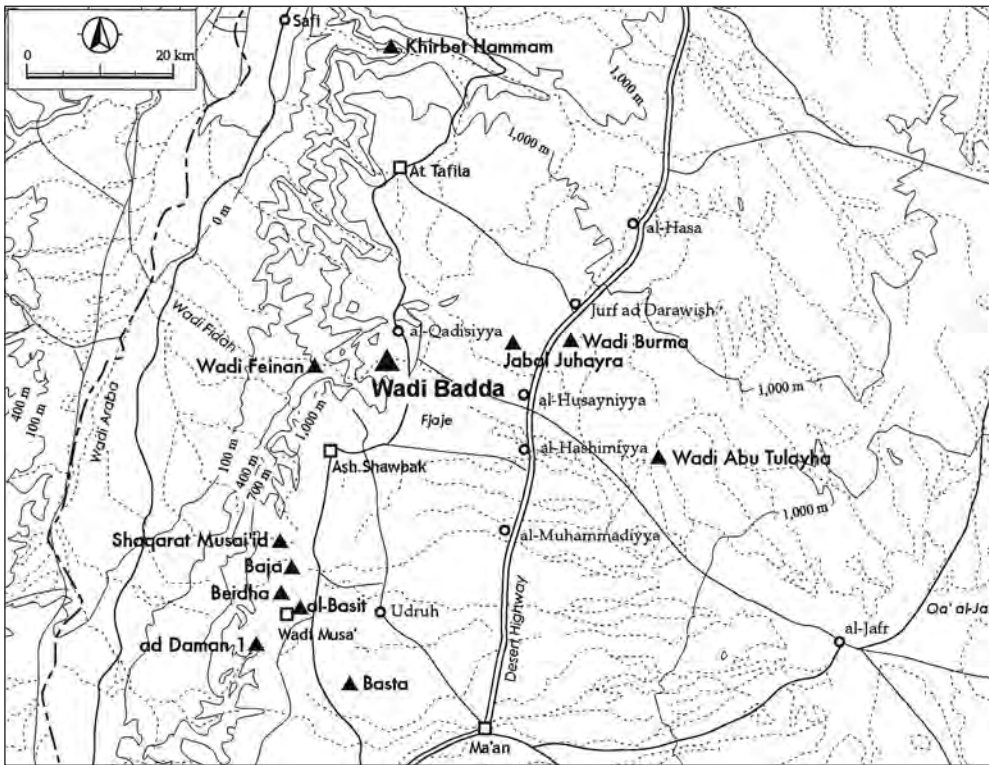 Safi
0
20 km
Khirbet Hammam
1,000 m
1,000 m
At Tafila
al-Hasa
0 m
Wadi Fidan
Jurf ad Darawish
al-Qadisiyya
Wadi Burma
Jabal Juhayra
Wadi Feinan
Wadi Badda
400 m
100 m
Wadi Araba
1,000 m
1,000 m
Fjaje
al-Husayniyya
100 m
400 m
700 m
Ash Shawbak
al-Hashimiyya
Wadi Abu Tulayha
1,000 m
Shaqarat Musai'id
al-Muhammadiyya
Baja
Beidha
al-Basit
Udruh
Wadi Musa'
Qa' al-Ja
al-Jafr
ad Daman 1
Desert Highway
Basta
Ma'an